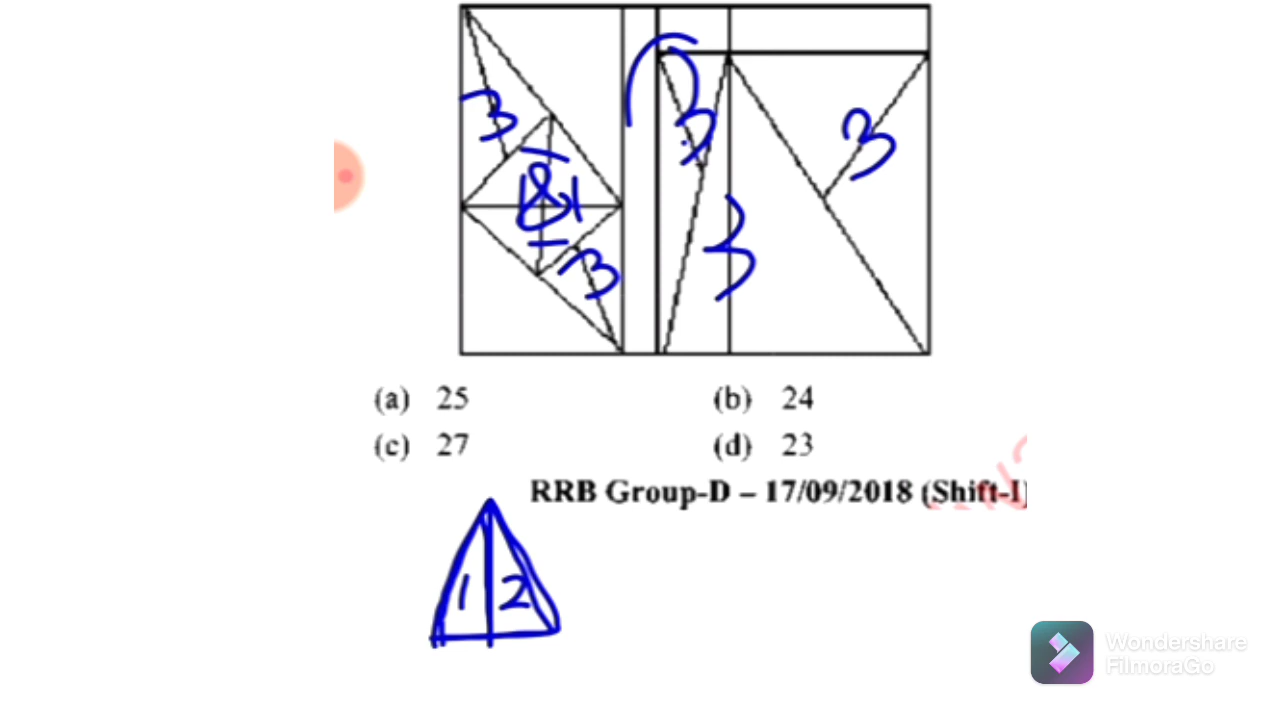 3
3
3
8
3
3
(a) 25 (b) 24
(c) 27 (d) 23
RRB Group-D – 17/09/2018 (Shift-I)
1 2
Wondershare
FilmoraGo